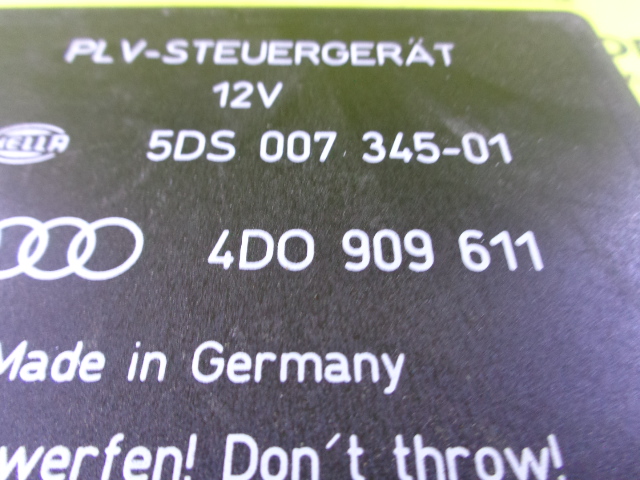 PLV-STEUERGERÄT
12V
HELLA 5DS 007 345-01
4D0 909 611
Made in Germany
werfen! Don't throw!